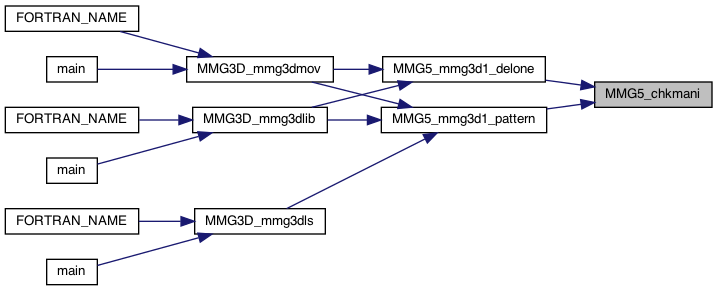 FORTRAN_NAME
main
MMG3D_mmg3dmov
MMG5_mmg3d1_delone
MMG5_chkmani
FORTRAN_NAME
MMG3D_mmg3dlib
MMG5_mmg3d1_pattern
main
FORTRAN_NAME
MMG3D_mmg3dls
main